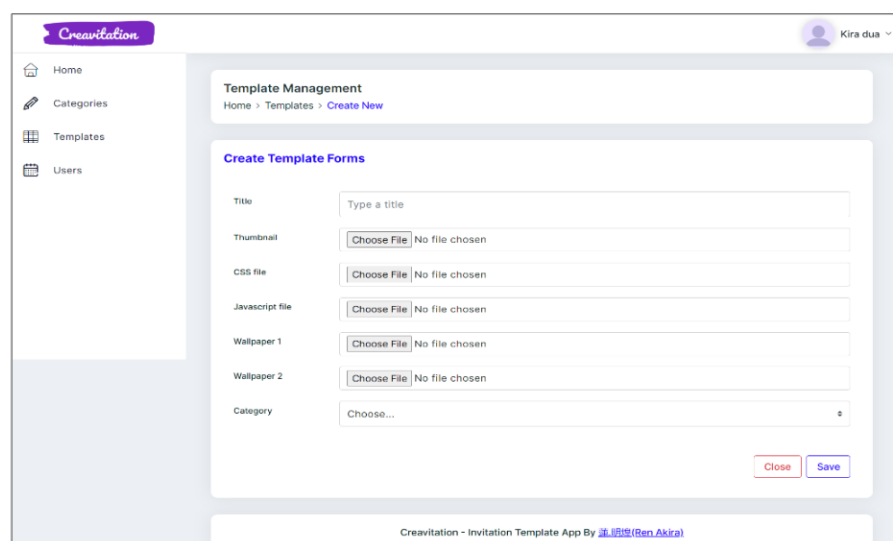 Creavitation
Kira dua
Home
Categories
Templates
Users
Template Management
Home > Templates > Create New
Create Template Forms
Title
Type a title
Thumbnail
Choose File No file chosen
CSS file
Choose File No file chosen
Javascript file
Choose File No file chosen
Wallpaper 1
Choose File No file chosen
Wallpaper 2
Choose File No file chosen
Category
Choose...
Close
Save
Creavitation - Invitation Template App By (Ren Akira)